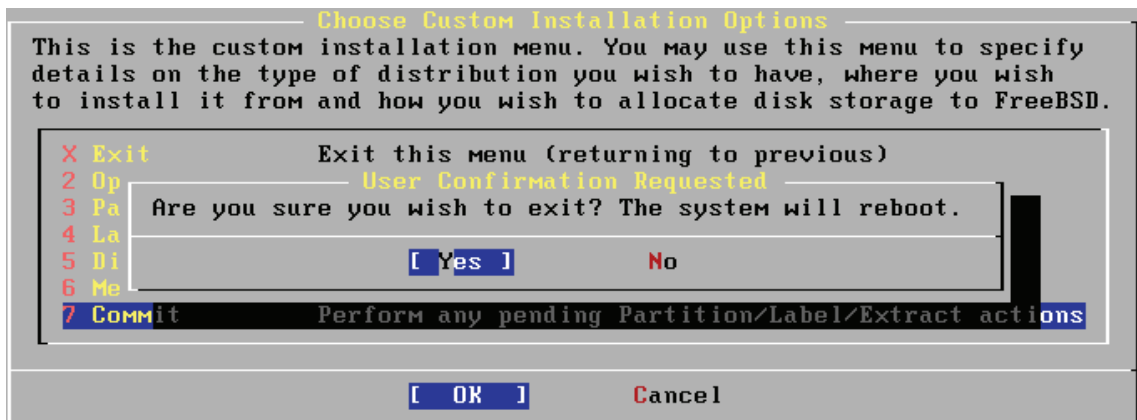 Choose Custom Installation Options
This is the custom installation menu. You may use this menu to specify
details on the type of distribution you wish to have, where you wish
to install it from and how you wish to allocate disk storage to FreeBSD.
X Exit Exit this menu (returning to previous)
2 Op
User Confirmation Requested
3 Pa
Are you sure you wish to exit? The system will reboot.
4 La
5 Di
[ Yes ] No
6 Me
7 Commit Perform any pending Partition/Label/Extract actions
[ OK ] Cancel